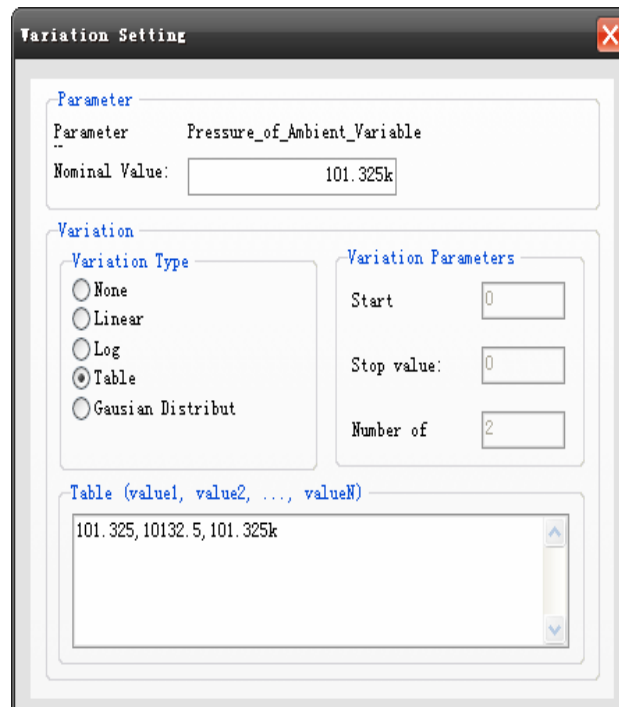 Variation Setting
Parameter
Parameter
Pressure_of_Ambient_Variable
Nominal Value:
101.325k
Variation
Variation Type
None
Linear
Log
Table
Gausian Distribut
Variation Parameters
Start
0
Stop value:
0
Number of
2
Table (value1, value2, ..., valueN)
101.325,10132.5,101.325k